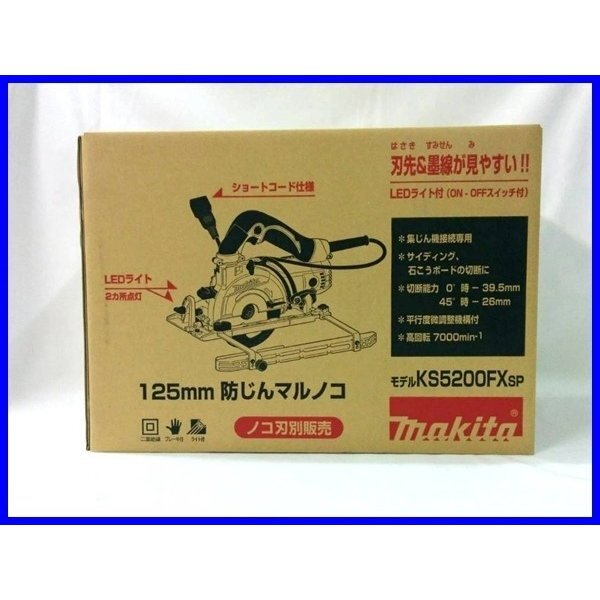 はさき すみせん み
刃先&墨線が見やすい!!
LEDライト付(ON-OFFスイッチ付)
ショートコード仕様
LEDライト
2カ所点灯
*集じん機接続専用
*サイディング、
石こうボードの切断に
*切断能力 0°時-39.5mm
45°時-26mm
*平行度微調整機構付
*高回転 7000min-1
makita
125mm 防じんマルノコ
モデルKS5200FXSP
二重絶縁 ブレーキ付 ライト付
ノコ刃別販売
makita®